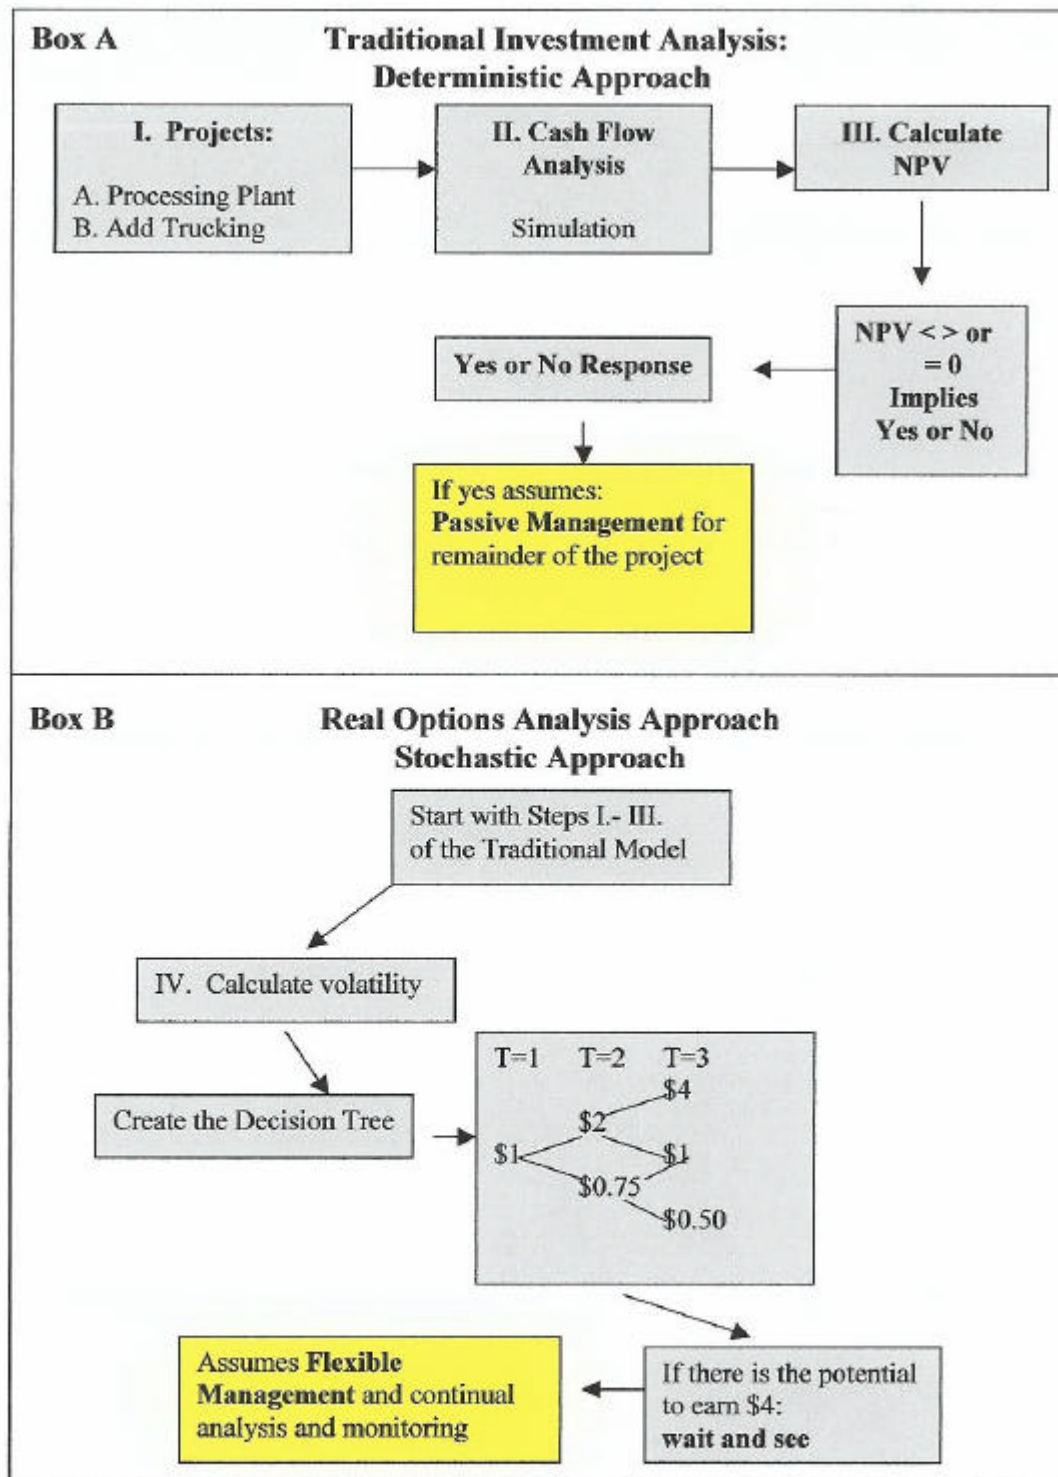 Box A
Traditional Investment Analysis:
Deterministic Approach
I. Projects:
A. Processing Plant
B. Add Trucking
II. Cash Flow
Analysis
Simulation
III. Calculate
NPV
NPV < > or
= 0
Implies
Yes or No
Yes or No Response
If yes assumes:
Passive Management for
remainder of the project
Box B
Real Options Analysis Approach
Stochastic Approach
Start with Steps I.- III.
of the Traditional Model
IV. Calculate volatility
Create the Decision Tree
T=1 T=2 T=3
$4
$2
$1 $1
$0.75
$0.50
If there is the potential
to earn $4:
wait and see
Assumes Flexible
Management and continual
analysis and monitoring